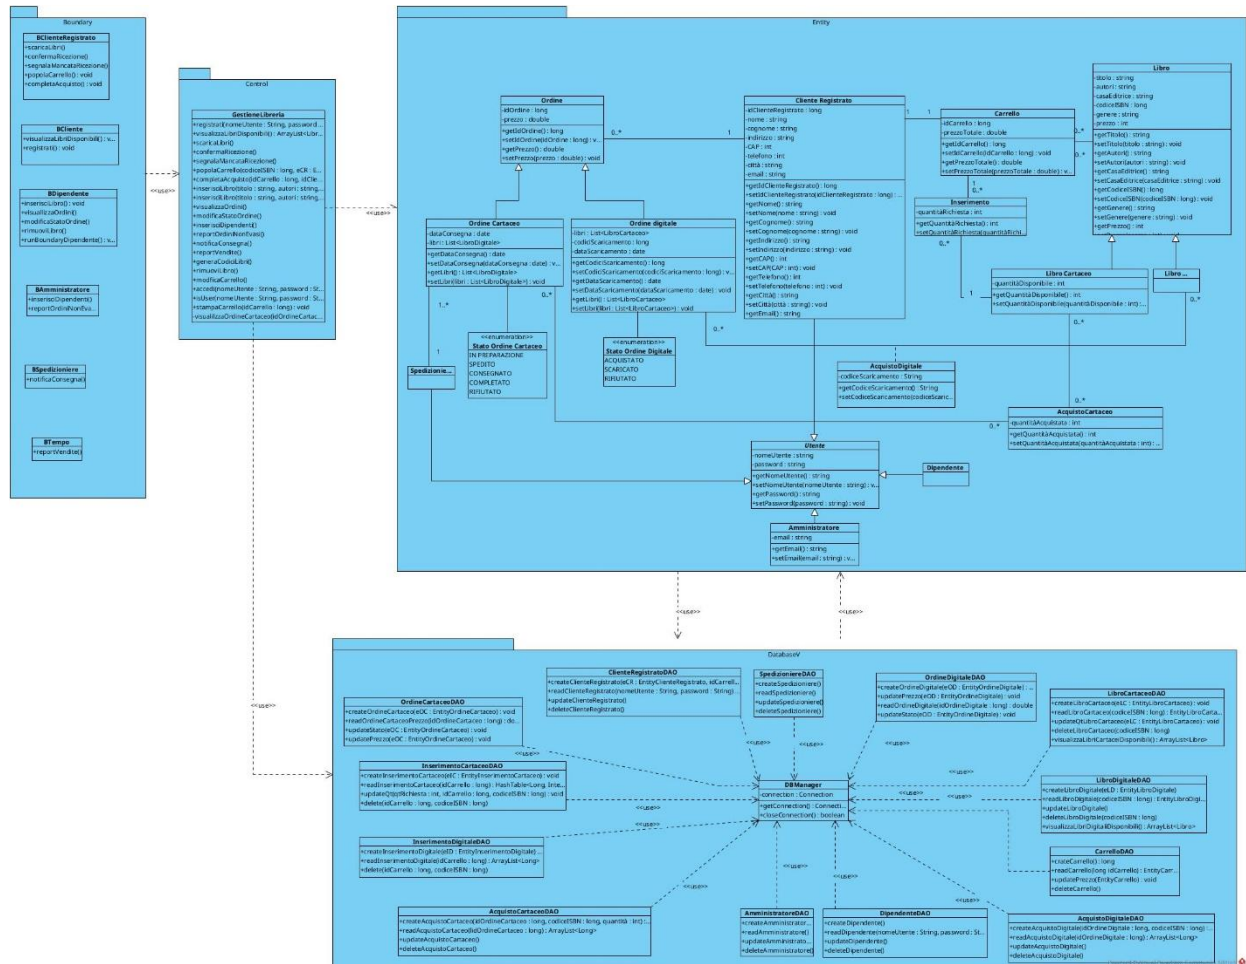 Boundary
BClienteRegistrato
+scaricaLibri()
+confermaRicezione()
+segnalaMancataRicezione()
+popolaCarrello() : void
+completaAcquisto() : void
BCliente
+visualizzaLibriDisponibili() : void
+registrati() : void
BDipendente
+inserisciLibro() : void
+visualizzaOrdini()
+modificaStatoOrdine()
+rimuoviLibro()
+runBoundaryDipendente() : v...
BAmministratore
+inserisciDipendenti()
+reportOrdiniNonEva...
BSpedizioniere
+notificaConsegna()
BTempo
+reportVendite()
<<use>>
Control
GestioneLibreria
+registrati(nomeUtente : String, password ...
+visualizzaLibriDisponibili() : ArrayList<Libr...
+scaricaLibri()
+confermaRicezione()
+segnalaMancataRicezione()
+popolaCarrello(codiceISBN : long, eCR : E...
+completaAcquisto(idCarrello : long, idClie...
+inserisciLibro(titolo : string, autori : string...
+inserisciLibro(titolo : string, autori : string...
+visualizzaOrdini()
+modificaStatoOrdine()
+inserisciDipendenti()
+reportOrdiniNonEvasi()
+notificaConsegna()
+reportVendite()
+generaCodiciLibri()
+rimuoviLibro()
+modificaCarrello()
+accedi(nomeUtente : String, password : St...
+isUser(nomeUtente : String, password : St...
+stampaCarrello(idCarrello : long) : void
-visualizzaOrdineCartaceo(idOrdineCartac...
<<use>>
<<use>>
Entity
Ordine
-idOrdine : long
-prezzo : double
+getIdOrdine() : long
+setIdOrdine(idOrdine : long) : v...
+getPrezzo() : double
+setPrezzo(prezzo : double) : void
0..*
1
Cliente Registrato
-idClienteRegistrato : long
-nome : string
-cognome : string
-indirizzo : string
-CAP : int
-telefono : int
-città : string
-email : string
+getIdClienteRegistrato() : long
+setIdClienteRegistrato(idClienteRegistrato : long) : ...
+getNome() : string
+setNome(nome : string) : void
+getCognome() : string
+setCognome(cognome : string) : void
+getIndirizzo() : string
+setIndirizzo(indirizzo : string) : void
+getCAP() : int
+setCAP(CAP : int) : void
+getTelefono() : int
+setTelefono(telefono : int) : void
+getCittà() : string
+setCittà(città : string) : void
+getEmail() : string
1
1
Carrello
-idCarrello : long
-prezzoTotale : double
+getIdCarrello() : long
+setIdCarrello(idCarrello : long) : void
+getPrezzoTotale() : double
+setPrezzoTotale(prezzoTotale : double) : v...
0..*
0..*
Libro
-titolo : string
-autori : string
-casaEditrice : string
-codiceISBN : long
-genere : string
-prezzo : int
+getTitolo() : string
+setTitolo(titolo : string) : void
+getAutori() : string
+setAutori(autori : string) : void
+getCasaEditrice() : string
+setCasaEditrice(casaEditrice : string) : void
+getCodiceISBN() : long
+setCodiceISBN(codiceISBN : long) : void
+getGenere() : string
+setGenere(genere : string) : void
+getPrezzo() : int
1
0..*
Inserimento
-quantitàRichiesta : int
+getQuantitàRichiesta() : int
+setQuantitàRichiesta(quantitàRichi...
0..*
1
Libro Cartaceo
-quantitàDisponibile : int
+getQuantitàDisponibile() : int
+setQuantitàDisponibile(quantitàDisponibile : int) : ...
Libro ...
0..*
Ordine Cartaceo
-dataConsegna : date
-libri : List<LibroDigitale>
+getDataConsegna() : date
+setDataConsegna(dataConsegna : date) : v...
+getLibri() : List<LibroDigitale>
+setLibri(libri : List<LibroDigitale>) : void
1..*
0..*
Ordine digitale
-libri : List<LibroCartaceo>
-codiciScaricamento : long
-dataScaricamento : date
+getCodiciScaricamento() : long
+setCodiciScaricamento(codiciScaricamento : long) : v...
+getDataScaricamento() : date
+setDataScaricamento(dataScaricamento : date) : void
+getLibri() : List<LibroCartaceo>
+setLibri(libri : List<LibroCartaceo>) : void
0..*
<<enumeration>>
Stato Ordine Cartaceo
IN PREPARAZIONE
SPEDITO
CONSEGNATO
COMPLETATO
RIFIUTATO
<<enumeration>>
Stato Ordine Digitale
ACQUISTATO
SCARICATO
RIFIUTATO
1
Spedizionie...
AcquistoDigitale
-codiceScaricamento : String
+getCodiceScaricamento() : String
+setCodiceScaricamento(codiceScaric...
0..*
0..*
AcquistoCartaceo
-quantitàAcquistata : int
+getQuantitàAcquistata() : int
+setQuantitàAcquistata(quantitàAcquistata : int) : ...
Utente
-nomeUtente : string
-password : string
+getNomeUtente() : string
+setNomeUtente(nomeUtente : string) : v...
+getPassword() : string
+setPassword(password : string) : void
Dipendente
Amministratore
-email : string
+getEmail() : string
+setEmail(email : string) : v...
<<use>>
<<use>>
DatabaseV
ClienteRegistratoDAO
+createClienteRegistrato(eCR : EntityClienteRegistrato, idCarrell...
+readClienteRegistrato(nomeUtente : String, password : String) ...
+updateClienteRegistrato()
+deleteClienteRegistrato()
SpedizioniereDAO
+createSpedizioniere()
+readSpedizioniere()
+updateSpedizioniere()
+deleteSpedizioniere()
OrdineDigitaleDAO
+createOrdineDigitale(eOD : EntityOrdineDigitale) : ...
+updatePrezzo(eOD : EntityOrdineDigitale) : void
+readOrdineDigitale(idOrdineDigitale : long) : double
+updateStato(eOD : EntityOrdineDigitale) : void
LibroCartaceoDAO
+createLibroCartaceo(eLC : EntityLibroCartaceo) : void
+readLibroCartaceo(codiceISBN : long) : EntityLibroCarta...
+updateQtLibroCartaceo(eLC : EntityLibroCartaceo) : void
+deleteLibroCartaceo(codiceISBN : long)
+visualizzaLibriCartaceiDisponibili() : ArrayList<Libro>
OrdineCartaceoDAO
+createOrdineCartaceo(eOC : EntityOrdineCartaceo) : void
+readOrdineCartaceoPrezzo(idOrdineCartaceo : long) : do...
+updateStato(eOC : EntityOrdineCartaceo) : void
+updatePrezzo(eOC : EntityOrdineCartaceo) : void
<<use>>
<<use>>
<<use>>
<<use>>
<<use>>
InserimentoCartaceoDAO
+createInserimentoCartaceo(eIC : EntityInserimentoCartaceo) : void
+readInserimentoCartaceo(idCarrello : long) : HashTable<Long, Inte...
+updateQt(qtRichiesta : int, idCarrello : long, codiceISBN : long)
+delete(idCarrello : long, codiceISBN : long)
<<use>>
DBManager
-connection : Connection
+getConnection() : Connecti...
+closeConnection() : boolean
<<use>>
LibroDigitaleDAO
+createLibroDigitale(eLD : EntityLibroDigitale)
+readLibroDigitale(codiceISBN : long) : EntityLibroDigi...
+updateLibroDigitale()
+deleteLibroDigitale(codiceISBN : long)
+visualizzaLibriDigitaliDisponibili() : ArrayList<Libro>
InserimentoDigitaleDAO
+createInserimentoDigitale(eID : EntityInserimentoDigitale) ...
+readInserimentoDigitale(idCarrello : long) : ArrayList<Long>
+delete(idCarrello : long, codiceISBN : long)
<<use>>
<<use>>
CarrelloDAO
+creteCarrello() : long
+readCarrello(long idCarrello) : EntityCarr...
+updatePrezzo(EntityCarrello) : void
+deleteCarrello()
<<use>>
<<use>>
<<use>>
<<use>>
AcquistoCartaceoDAO
+createAcquistoCartaceo(idOrdineCartaceo : long, codiceISBN : long, quantità : int) : ...
+readAcquistoCartaceo(idOrdineCartaceo : long) : ArrayList<Long>
+updateAcquistoCartaceo()
+deleteAcquistoCartaceo()
AmministratoreDAO
+createAmministrator...
+readAmministratore()
+updateAmministrato...
+deleteAmministratore()
DipendenteDAO
+createDipendente()
+readDipendente(nomeUtente : String, password : St...
+updateDipendente()
+deleteDipendente()
AcquistoDigitaleDAO
+createAcquistoDigitale(idOrdineDigitale : long, codiceISBN : long) : ...
+readAcquistoDigitale(idOrdineDigitale : long) : ArrayList<Long>
+updateAcquistoDigitale()
+deleteAcquistoDigitale()